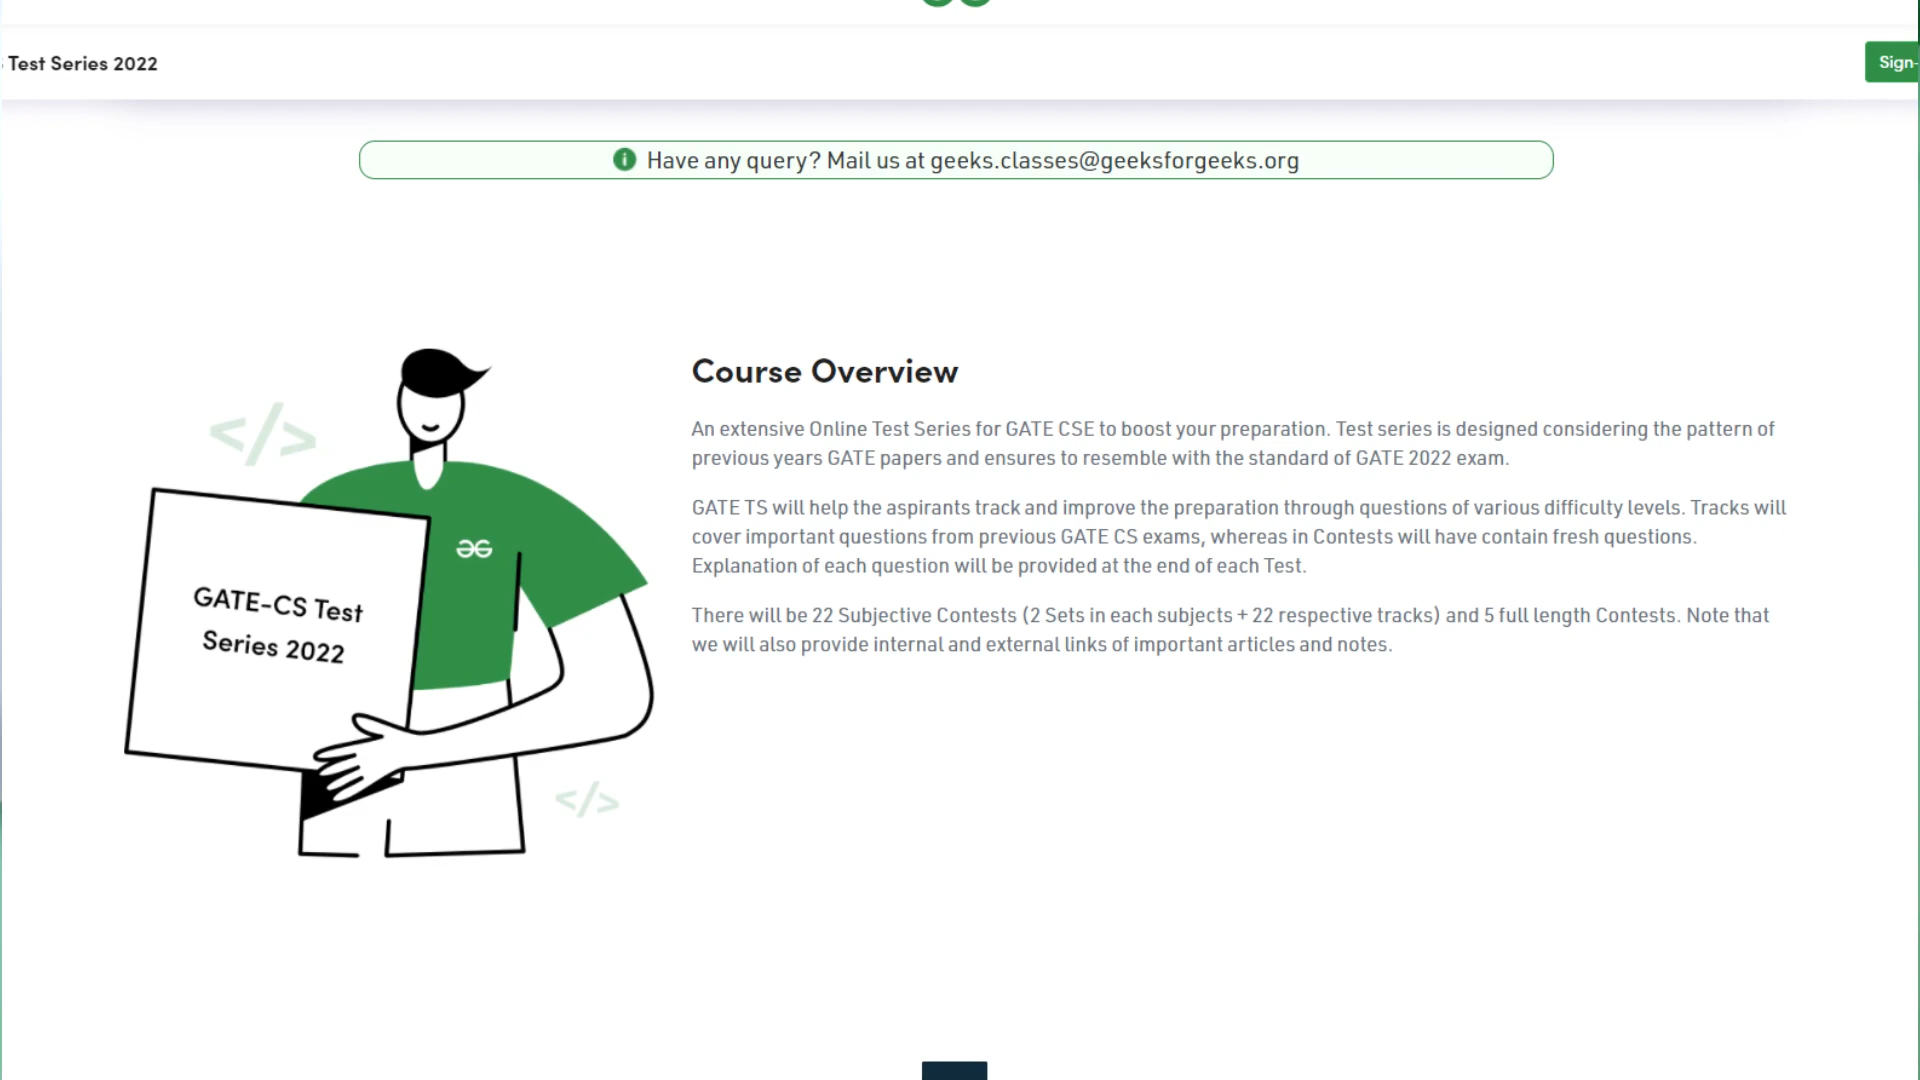 Test Series 2022
Sign-
Have any query? Mail us at geeks.classes@geeksforgeeks.org
GATE-CS Test
Series 2022
Course Overview
An extensive Online Test Series for GATE CSE to boost your preparation. Test series is designed considering the pattern of
previous years GATE papers and ensures to resemble with the standard of GATE 2022 exam.
GATE TS will help the aspirants track and improve the preparation through questions of various difficulty levels. Tracks will
cover important questions from previous GATE CS exams, whereas in Contests will have contain fresh questions.
Explanation of each question will be provided at the end of each Test.
There will be 22 Subjective Contests (2 Sets in each subjects + 22 respective tracks) and 5 full length Contests. Note that
we will also provide internal and external links of important articles and notes.